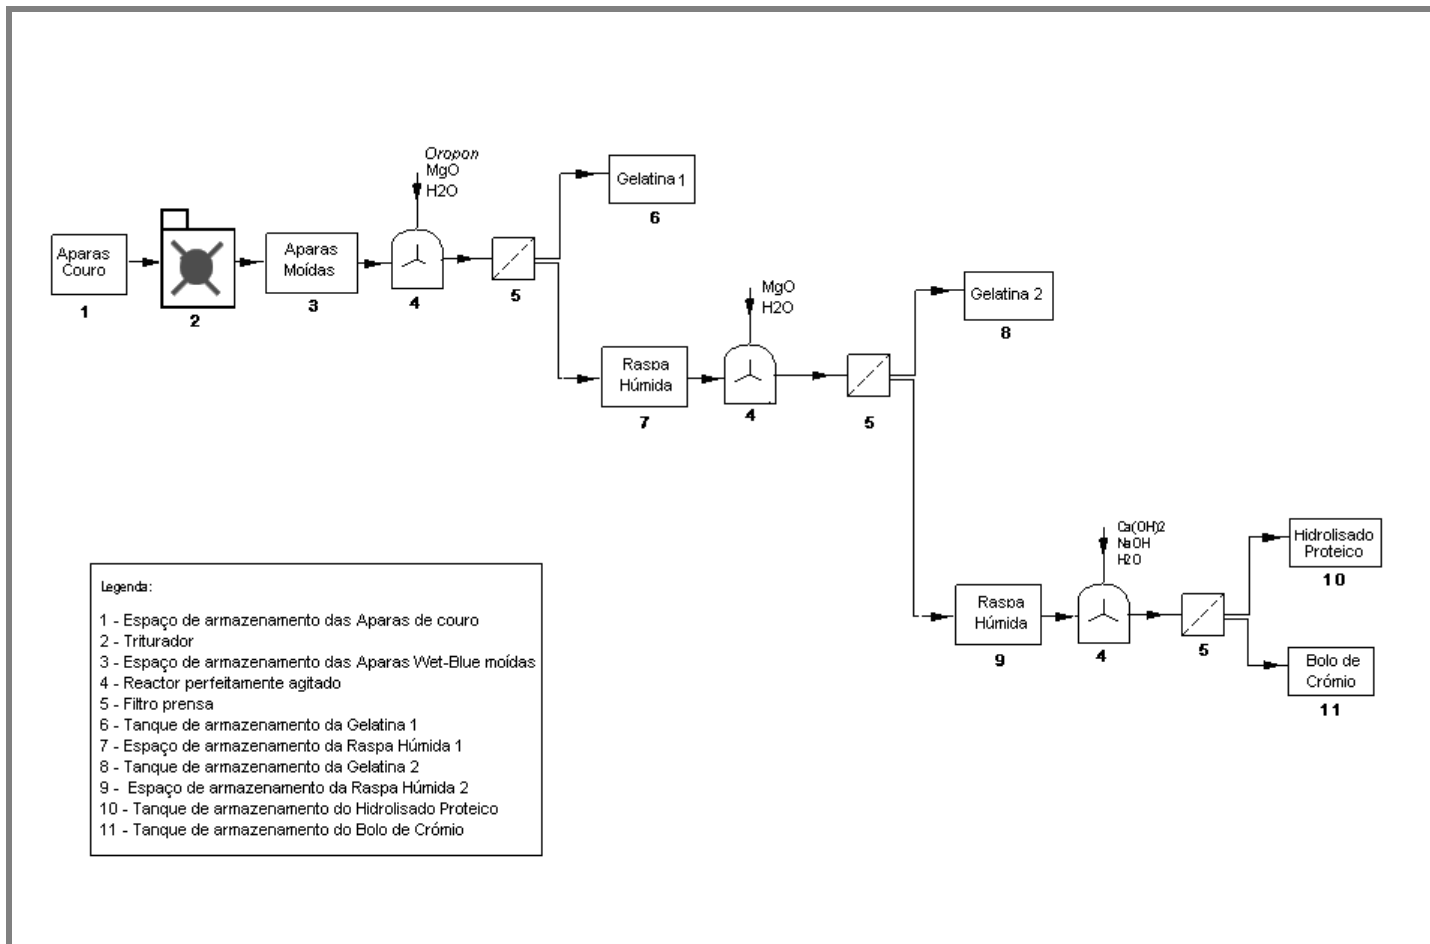 Oropon
MgO
H2O
Gelatina 1
6
Aparas
Couro
1
2
Aparas
Moídas
3
4
5
MgO
H2O
Gelatina 2
8
Raspa
Húmida
7
4
5
Ca(OH)2
NaOH
H2O
Hidrolisado
Proteico
10
Raspa
Húmida
9
4
5
Bolo de
Crómio
11
Legenda:
1 - Espaço de armazenamento das Aparas de couro
2 - Triturador
3 - Espaço de armazenamento das Aparas Wet-Blue moídas
4 - Reactor perfeitamente agitado
5 - Filtro prensa
6 - Tanque de armazenamento da Gelatina 1
7 - Espaço de armazenamento da Raspa Húmida 1
8 - Tanque de armazenamento da Gelatina 2
9 - Espaço de armazenamento da Raspa Húmida 2
10 - Tanque de armazenamento do Hidrolisado Proteico
11 - Tanque de armazenamento do Bolo de Crómio